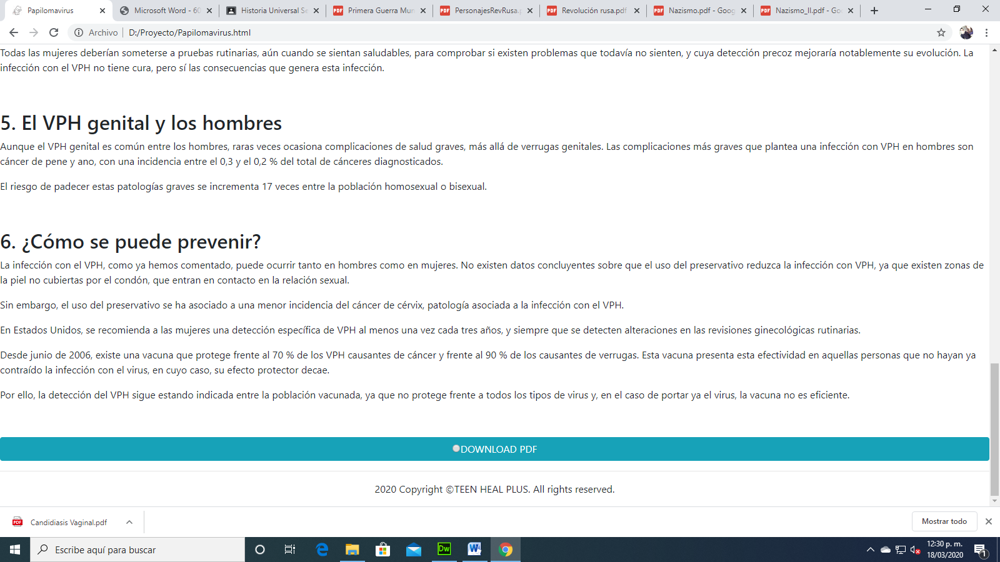 Papilomavirus
Microsoft Word - 60
Historia Universal Se
Primera Guerra Mun
PersonajesRevRusa.p
Revolución rusa.pdf
Nazismo.pdf - Goog
Nazismo_II.pdf - Go
Archivo | D:/Proyecto/Papilomavirus.html
Todas las mujeres deberían someterse a pruebas rutinarias, aún cuando se sientan saludables, para comprobar si existen problemas que todavía no sienten, y cuya detección precoz mejoraría notablemente su evolución. La
infección con el VPH no tiene cura, pero sí las consecuencias que genera esta infección.
5. El VPH genital y los hombres
Aunque el VPH genital es común entre los hombres, raras veces ocasiona complicaciones de salud graves, más allá de verrugas genitales. Las complicaciones más graves que plantea una infección con VPH en hombres son
cáncer de pene y ano, con una incidencia entre el 0,3 y el 0,2 % del total de cánceres diagnosticados.
El riesgo de padecer estas patologías graves se incrementa 17 veces entre la población homosexual o bisexual.
6. ¿Cómo se puede prevenir?
La infección con el VPH, como ya hemos comentado, puede ocurrir tanto en hombres como en mujeres. No existen datos concluyentes sobre que el uso del preservativo reduzca la infección con VPH, ya que existen zonas de
la piel no cubiertas por el condón, que entran en contacto en la relación sexual.
Sin embargo, el uso del preservativo se ha asociado a una menor incidencia del cáncer de cérvix, patología asociada a la infección con el VPH.
En Estados Unidos, se recomienda a las mujeres una detección específica de VPH al menos una vez cada tres años, y siempre que se detecten alteraciones en las revisiones ginecológicas rutinarias.
Desde junio de 2006, existe una vacuna que protege frente al 70 % de los VPH causantes de cáncer y frente al 90 % de los causantes de verrugas. Esta vacuna presenta esta efectividad en aquellas personas que no hayan ya
contraído la infección con el virus, en cuyo caso, su efecto protector decae.
Por ello, la detección del VPH sigue estando indicada entre la población vacunada, ya que no protege frente a todos los tipos de virus y, en el caso de portar ya el virus, la vacuna no es eficiente.
DOWNLOAD PDF
2020 Copyright ©TEEN HEAL PLUS. All rights reserved.
Candidiasis Vaginal.pdf
Mostrar todo
Escribe aquí para buscar
Dw
12:30 p. m.
18/03/2020
1